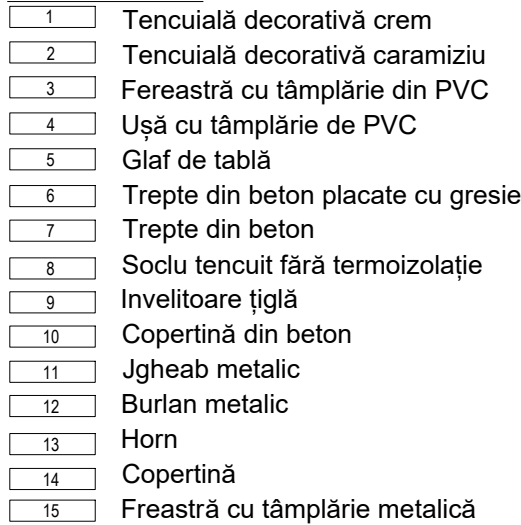 1 Tencuială decorativă crem
2 Tencuială decorativă caramiziu
3 Fereastră cu tâmplărie din PVC
4 Ușă cu tâmplărie de PVC
5 Glaf de tablă
6 Trepte din beton placate cu gresie
7 Trepte din beton
8 Soclu tencuit fără termoizolație
9 Invelitoare țiglă
10 Copertină din beton
11 Jgheab metalic
12 Burlan metalic
13 Horn
14 Copertină
15 Freastră cu tâmplărie metalică